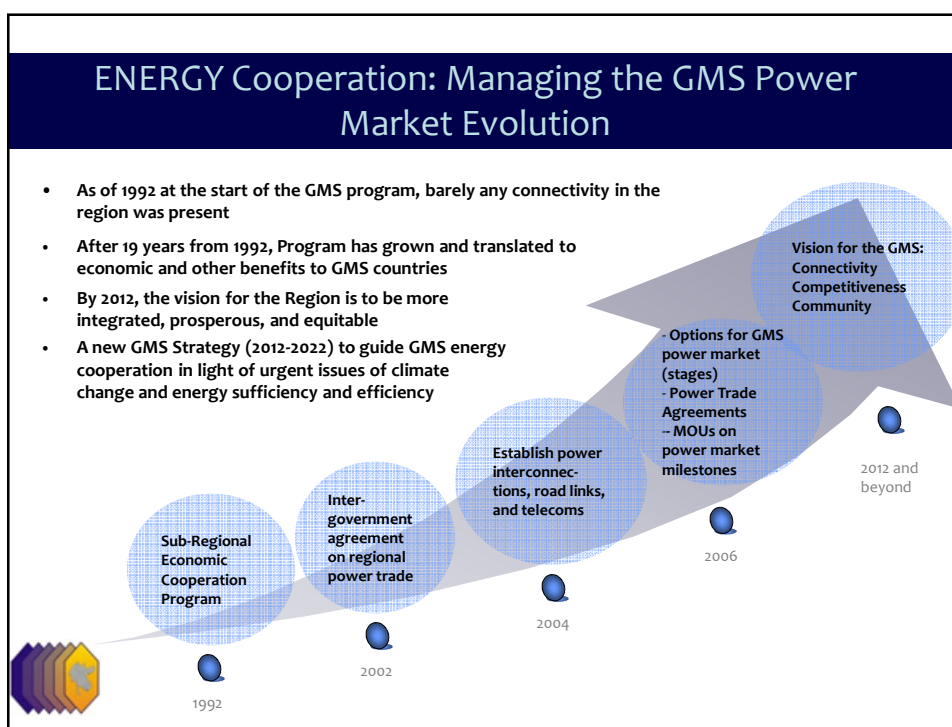 ENERGY Cooperation: Managing the GMS Power
Market Evolution
• As of 1992 at the start of the GMS program, barely any connectivity in the
region was present
• After 19 years from 1992, Program has grown and translated to
economic and other benefits to GMS countries
• By 2012, the vision for the Region is to be more
integrated, prosperous, and equitable
• A new GMS Strategy (2012-2022) to guide GMS energy
cooperation in light of urgent issues of climate
change and energy sufficiency and efficiency
Sub-Regional
Economic
Cooperation
Program
1992
Inter-
government
agreement
on regional
power trade
2002
Establish power
interconnec-
tions, road links,
and telecoms
2004
- Options for GMS
power market
(stages)
- Power Trade
Agreements
-- MOUs on
power market
milestones
2006
Vision for the GMS:
Connectivity
Competitiveness
Community
2012 and
beyond